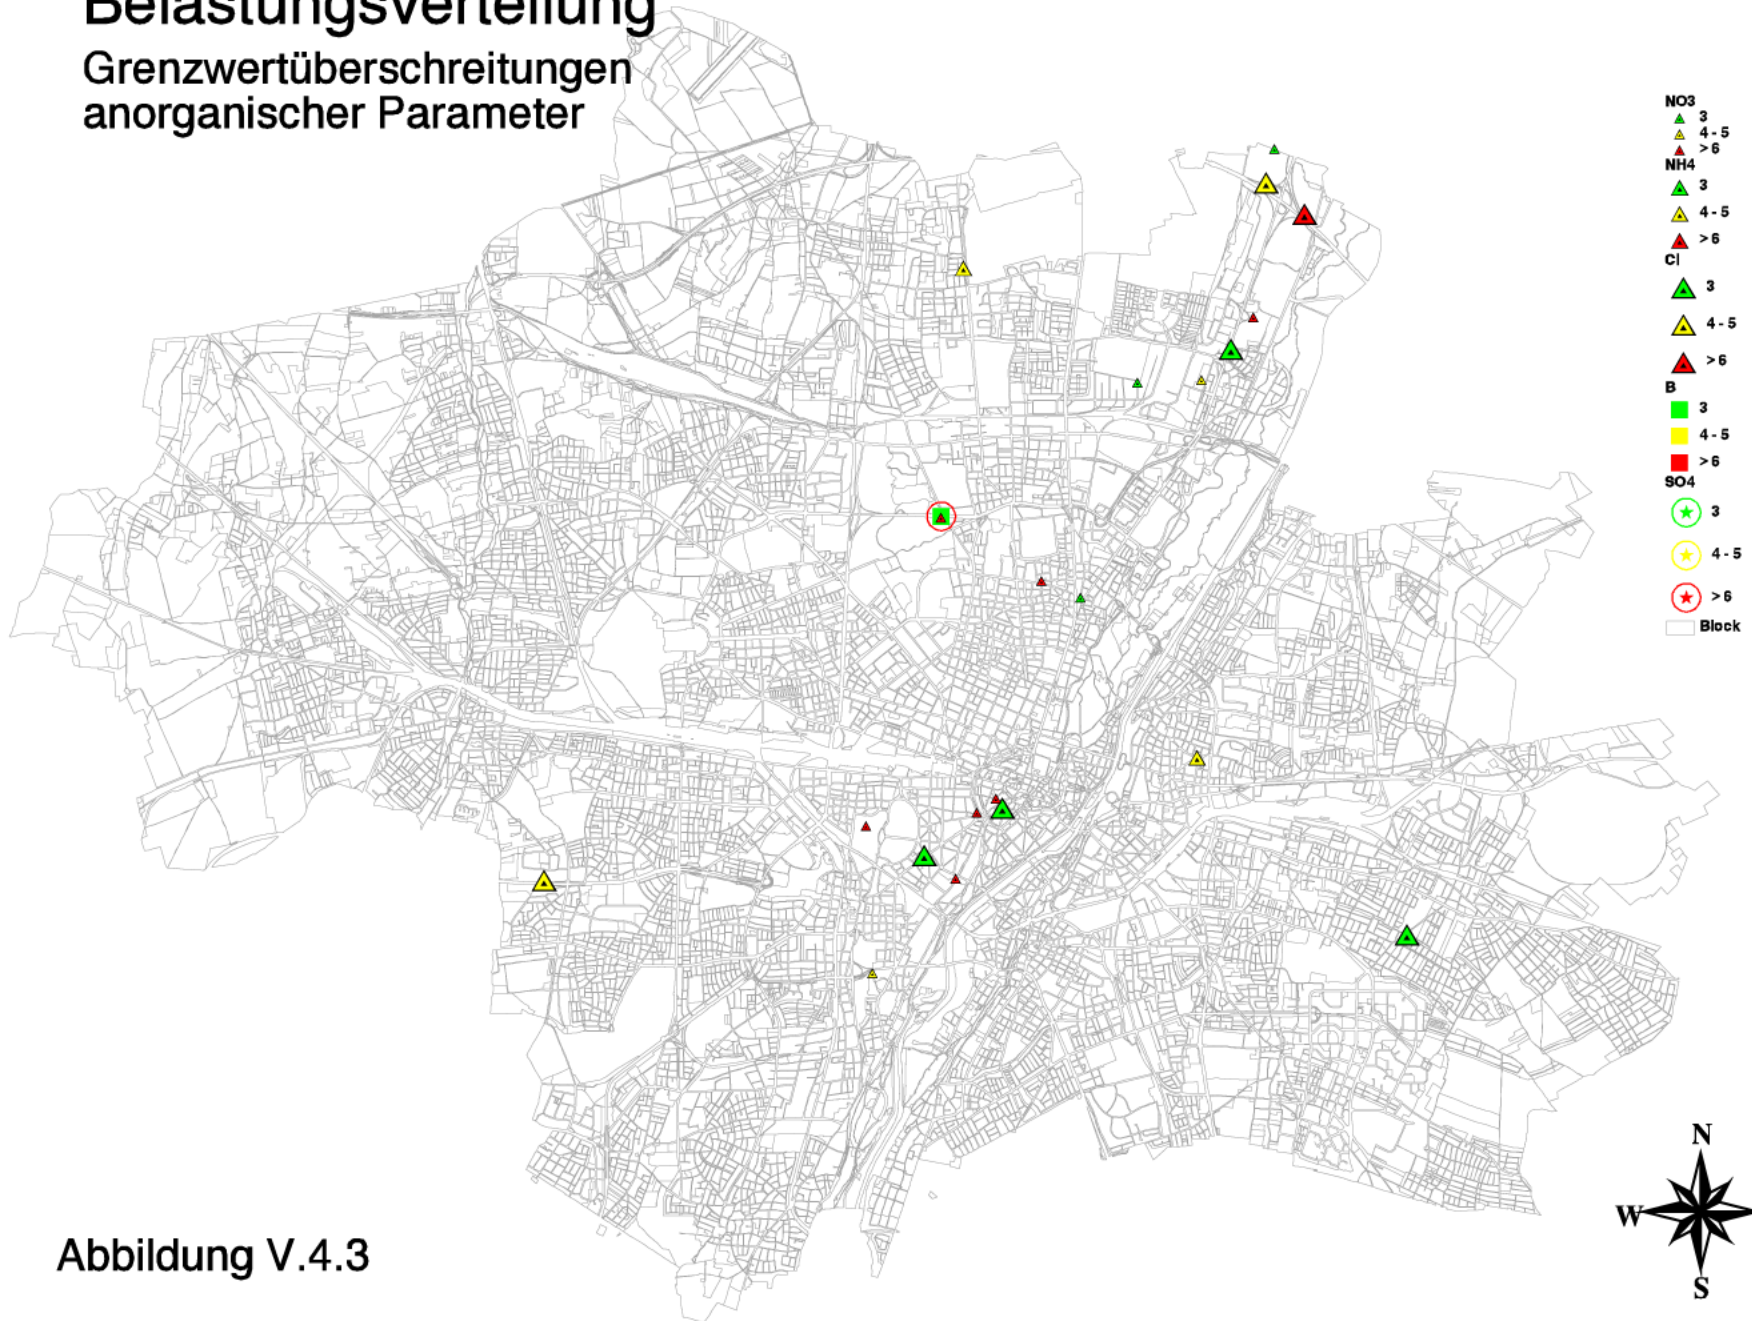 Belastungsverteilung
Grenzwertüberschreitungen
anorganischer Parameter
NO3
3
4 - 5
> 6
NH4
3
4 - 5
> 6
Cl
3
4 - 5
> 6
B
3
4 - 5
> 6
SO4
3
4 - 5
> 6
Block
N
W
S
Abbildung V.4.3